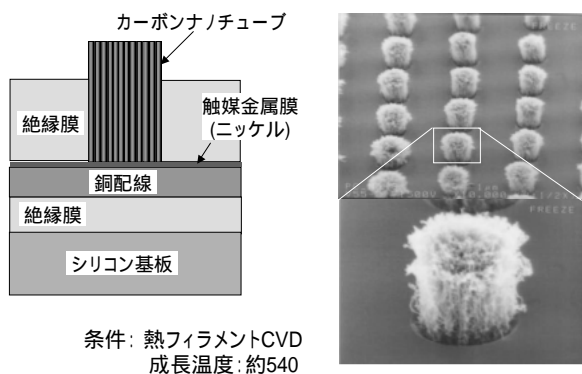 カーボンナノチューブ
触媒金属膜
(ニッケル)
絶縁膜
銅配線
絶縁膜
シリコン基板
条件: 熱フィラメントCVD
成長温度:約540
FREEZE
FREEZE